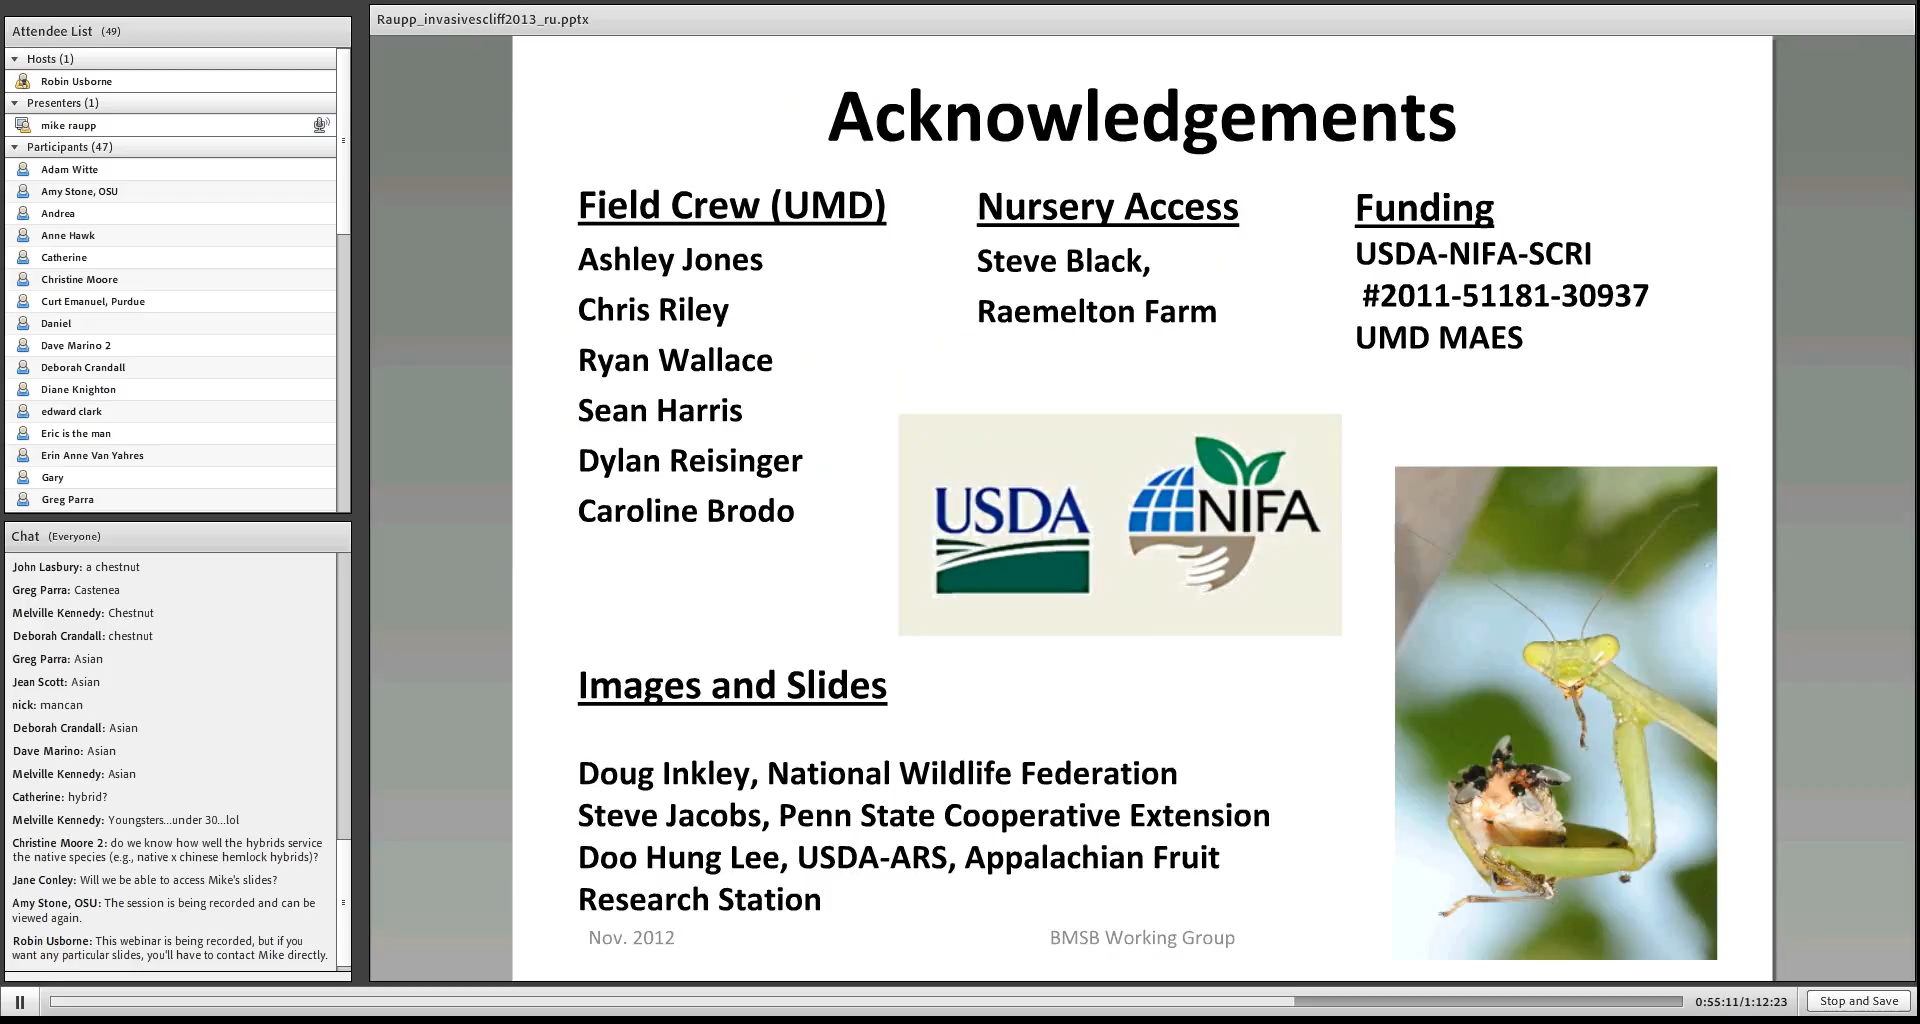 Attendee List (49)
Hosts (1)
Robin Usborne
Presenters (1)
mike raupp
Participants (47)
Adam Witte
Amy Stone, OSU
Andrea
Anne Hawk
Catherine
Christine Moore
Curt Emanuel, Purdue
Daniel
Dave Marino 2
Deborah Crandall
Diane Knighton
edward clark
Eric is the man
Erin Anne Van Yahres
Gary
Greg Parra
Chat (Everyone)
John Lasbury: a chestnut
Greg Parra: Castenea
Melville Kennedy: Chestnut
Deborah Crandall: chestnut
Greg Parra: Asian
Jean Scott: Asian
nick: mancan
Deborah Crandall: Asian
Dave Marino: Asian
Melville Kennedy: Asian
Catherine: hybrid?
Melville Kennedy: Youngsters...under 30...lol
Christine Moore 2: do we know how well the hybrids service
the native species (e.g., native x chinese hemlock hybrids)?
Jane Conley: Will we be able to access Mike's slides?
Amy Stone, OSU: The session is being recorded and can be
viewed again.
Robin Usborne: This webinar is being recorded, but if you
want any particular slides, you'll have to contact Mike directly.
Raupp_invasivescliff2013_ru.pptx
Acknowledgements
Field Crew (UMD)
Ashley Jones
Chris Riley
Ryan Wallace
Sean Harris
Dylan Reisinger
Caroline Brodo
Nursery Access
Steve Black,
Raemelton Farm
Funding
USDA-NIFA-SCRI
#2011-51181-30937
UMD MAES
USDA
NIFA
Images and Slides
Doug Inkley, National Wildlife Federation
Steve Jacobs, Penn State Cooperative Extension
Doo Hung Lee, USDA-ARS, Appalachian Fruit
Research Station
Nov. 2012
BMSB Working Group
0:55:11/1:12:23
Stop and Save